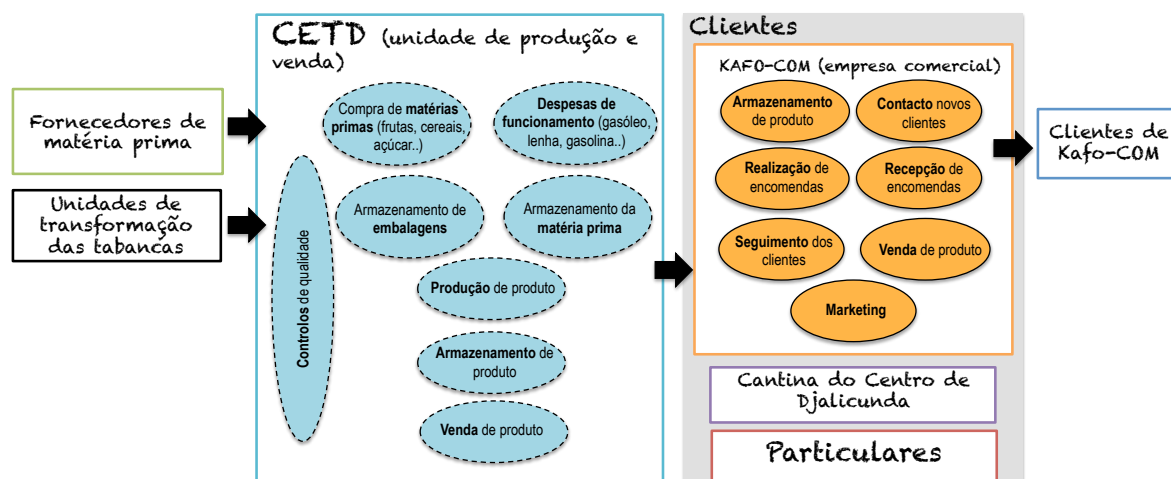 Fornecedores de
matéria prima
Unidades de
transformação
das tabancas
CETD (unidade de produção e
venda)
Compra de matérias
primas (frutas, cereais,
açúcar..)
Despesas de
funcionamento (gasóleo,
lenha, gasolina..)
Controlos de qualidade
Armazenamento de
embalagens
Armazenamento da
matéria prima
Produção de produto
Armazenamento de
produto
Venda de produto
Clientes
KAFO-COM (empresa comercial)
Armazenamento
de produto
Contacto novos
clientes
Realização de
encomendas
Recepção de
encomendas
Seguimento dos
clientes
Venda de produto
Marketing
Cantina do Centro de
Djalicunda
Particulares
Clientes de
Kafo-COM